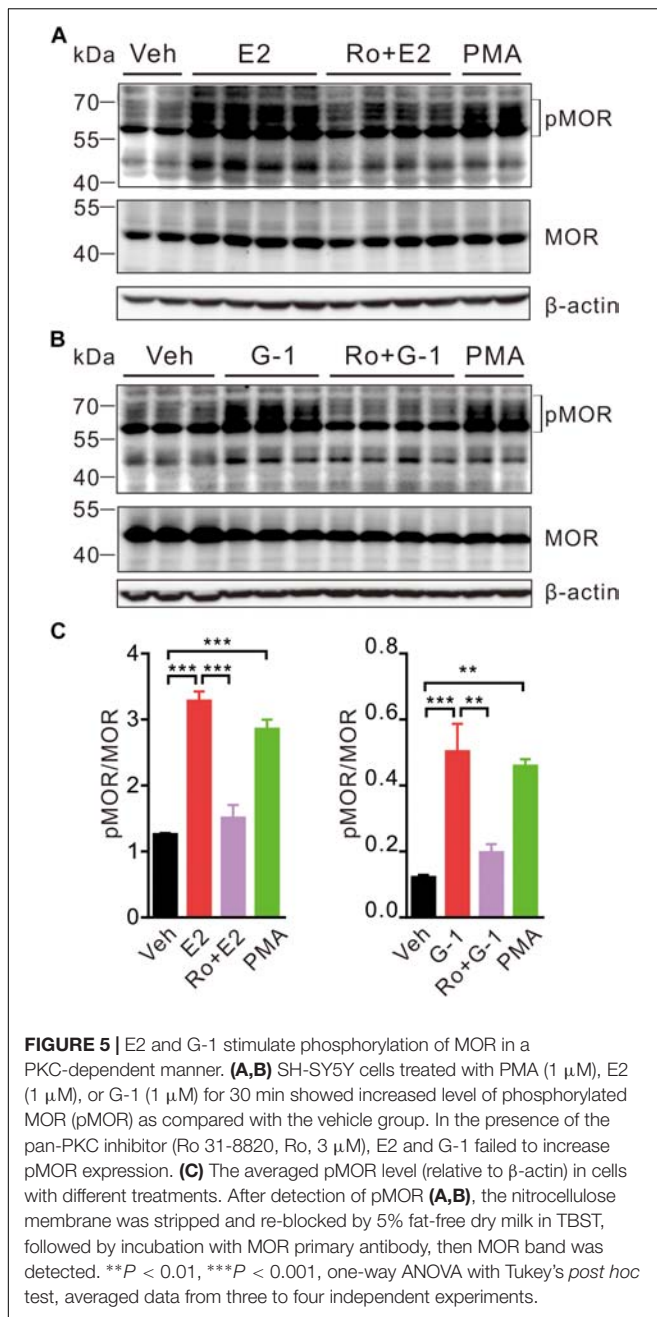 A
kDa Veh E2 Ro+E2 PMA
70
55
40
pMOR
55
40
MOR
β-actin
B
kDa Veh G-1 Ro+G-1 PMA
70
55
40
pMOR
55
40
MOR
β-actin
C
pMOR/MOR
4
3
2
1
0
***
*** ***
Veh E2 Ro+E2 PMA
pMOR/MOR
0.8
0.6
0.4
0.2
0.0
**
*** **
Veh G-1 Ro+G-1 PMA
FIGURE 5 | E2 and G-1 stimulate phosphorylation of MOR in a
PKC-dependent manner. (A,B) SH-SY5Y cells treated with PMA (1 μM), E2
(1 μM), or G-1 (1 μM) for 30 min showed increased level of phosphorylated
MOR (pMOR) as compared with the vehicle group. In the presence of the
pan-PKC inhibitor (Ro 31-8820, Ro, 3 μM), E2 and G-1 failed to increase
pMOR expression. (C) The averaged pMOR level (relative to β-actin) in cells
with different treatments. After detection of pMOR (A,B), the nitrocellulose
membrane was stripped and re-blocked by 5% fat-free dry milk in TBST,
followed by incubation with MOR primary antibody, then MOR band was
detected. **P < 0.01, ***P < 0.001, one-way ANOVA with Tukey's post hoc
test, averaged data from three to four independent experiments.